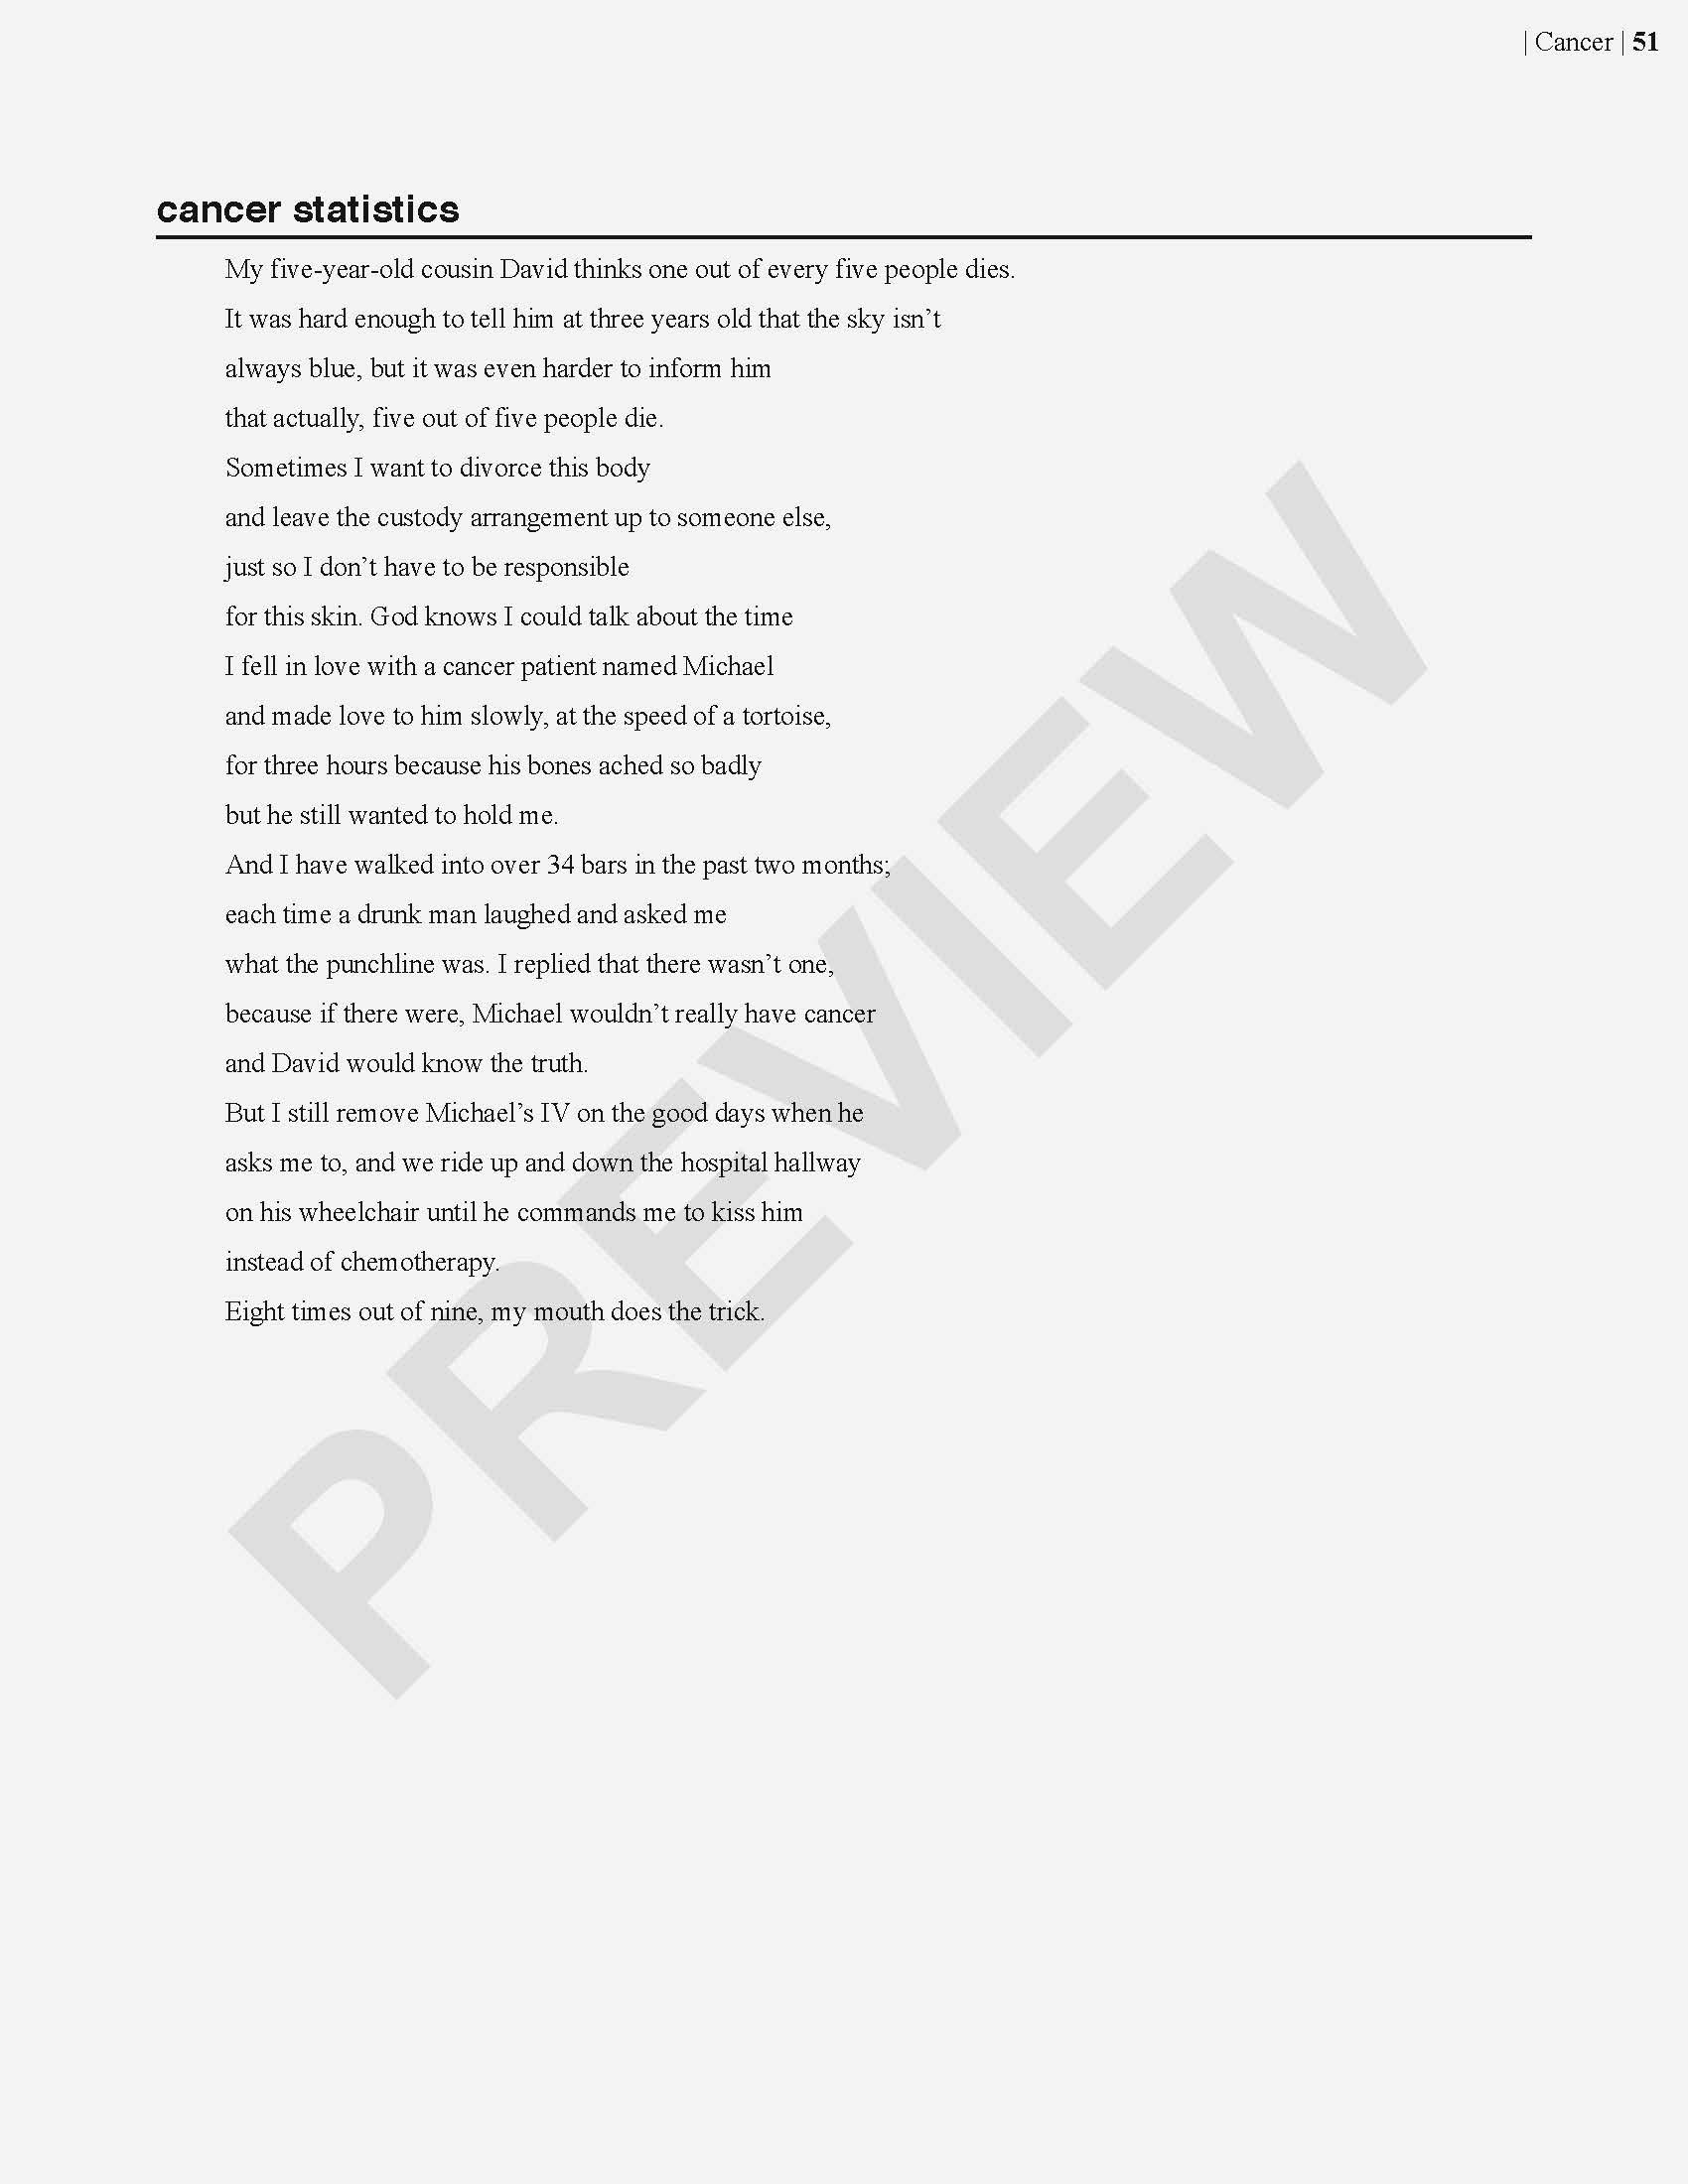 | Cancer | 51
cancer statistics
My five-year-old cousin David thinks one out of every five people dies.
It was hard enough to tell him at three years old that the sky isn’t
always blue, but it was even harder to inform him
that actually, five out of five people die.
Sometimes I want to divorce this body
and leave the custody arrangement up to someone else,
just so I don’t have to be responsible
for this skin. God knows I could talk about the time
I fell in love with a cancer patient named Michael
and made love to him slowly, at the speed of a tortoise,
for three hours because his bones ached so badly
but he still wanted to hold me.
And I have walked into over 34 bars in the past two months;
each time a drunk man laughed and asked me
what the punchline was. I replied that there wasn’t one,
because if there were, Michael wouldn’t really have cancer
and David would know the truth.
But I still remove Michael’s IV on the good days when he
asks me to, and we ride up and down the hospital hallway
on his wheelchair until he commands me to kiss him
instead of chemotherapy.
Eight times out of nine, my mouth does the trick.
PREVIEW